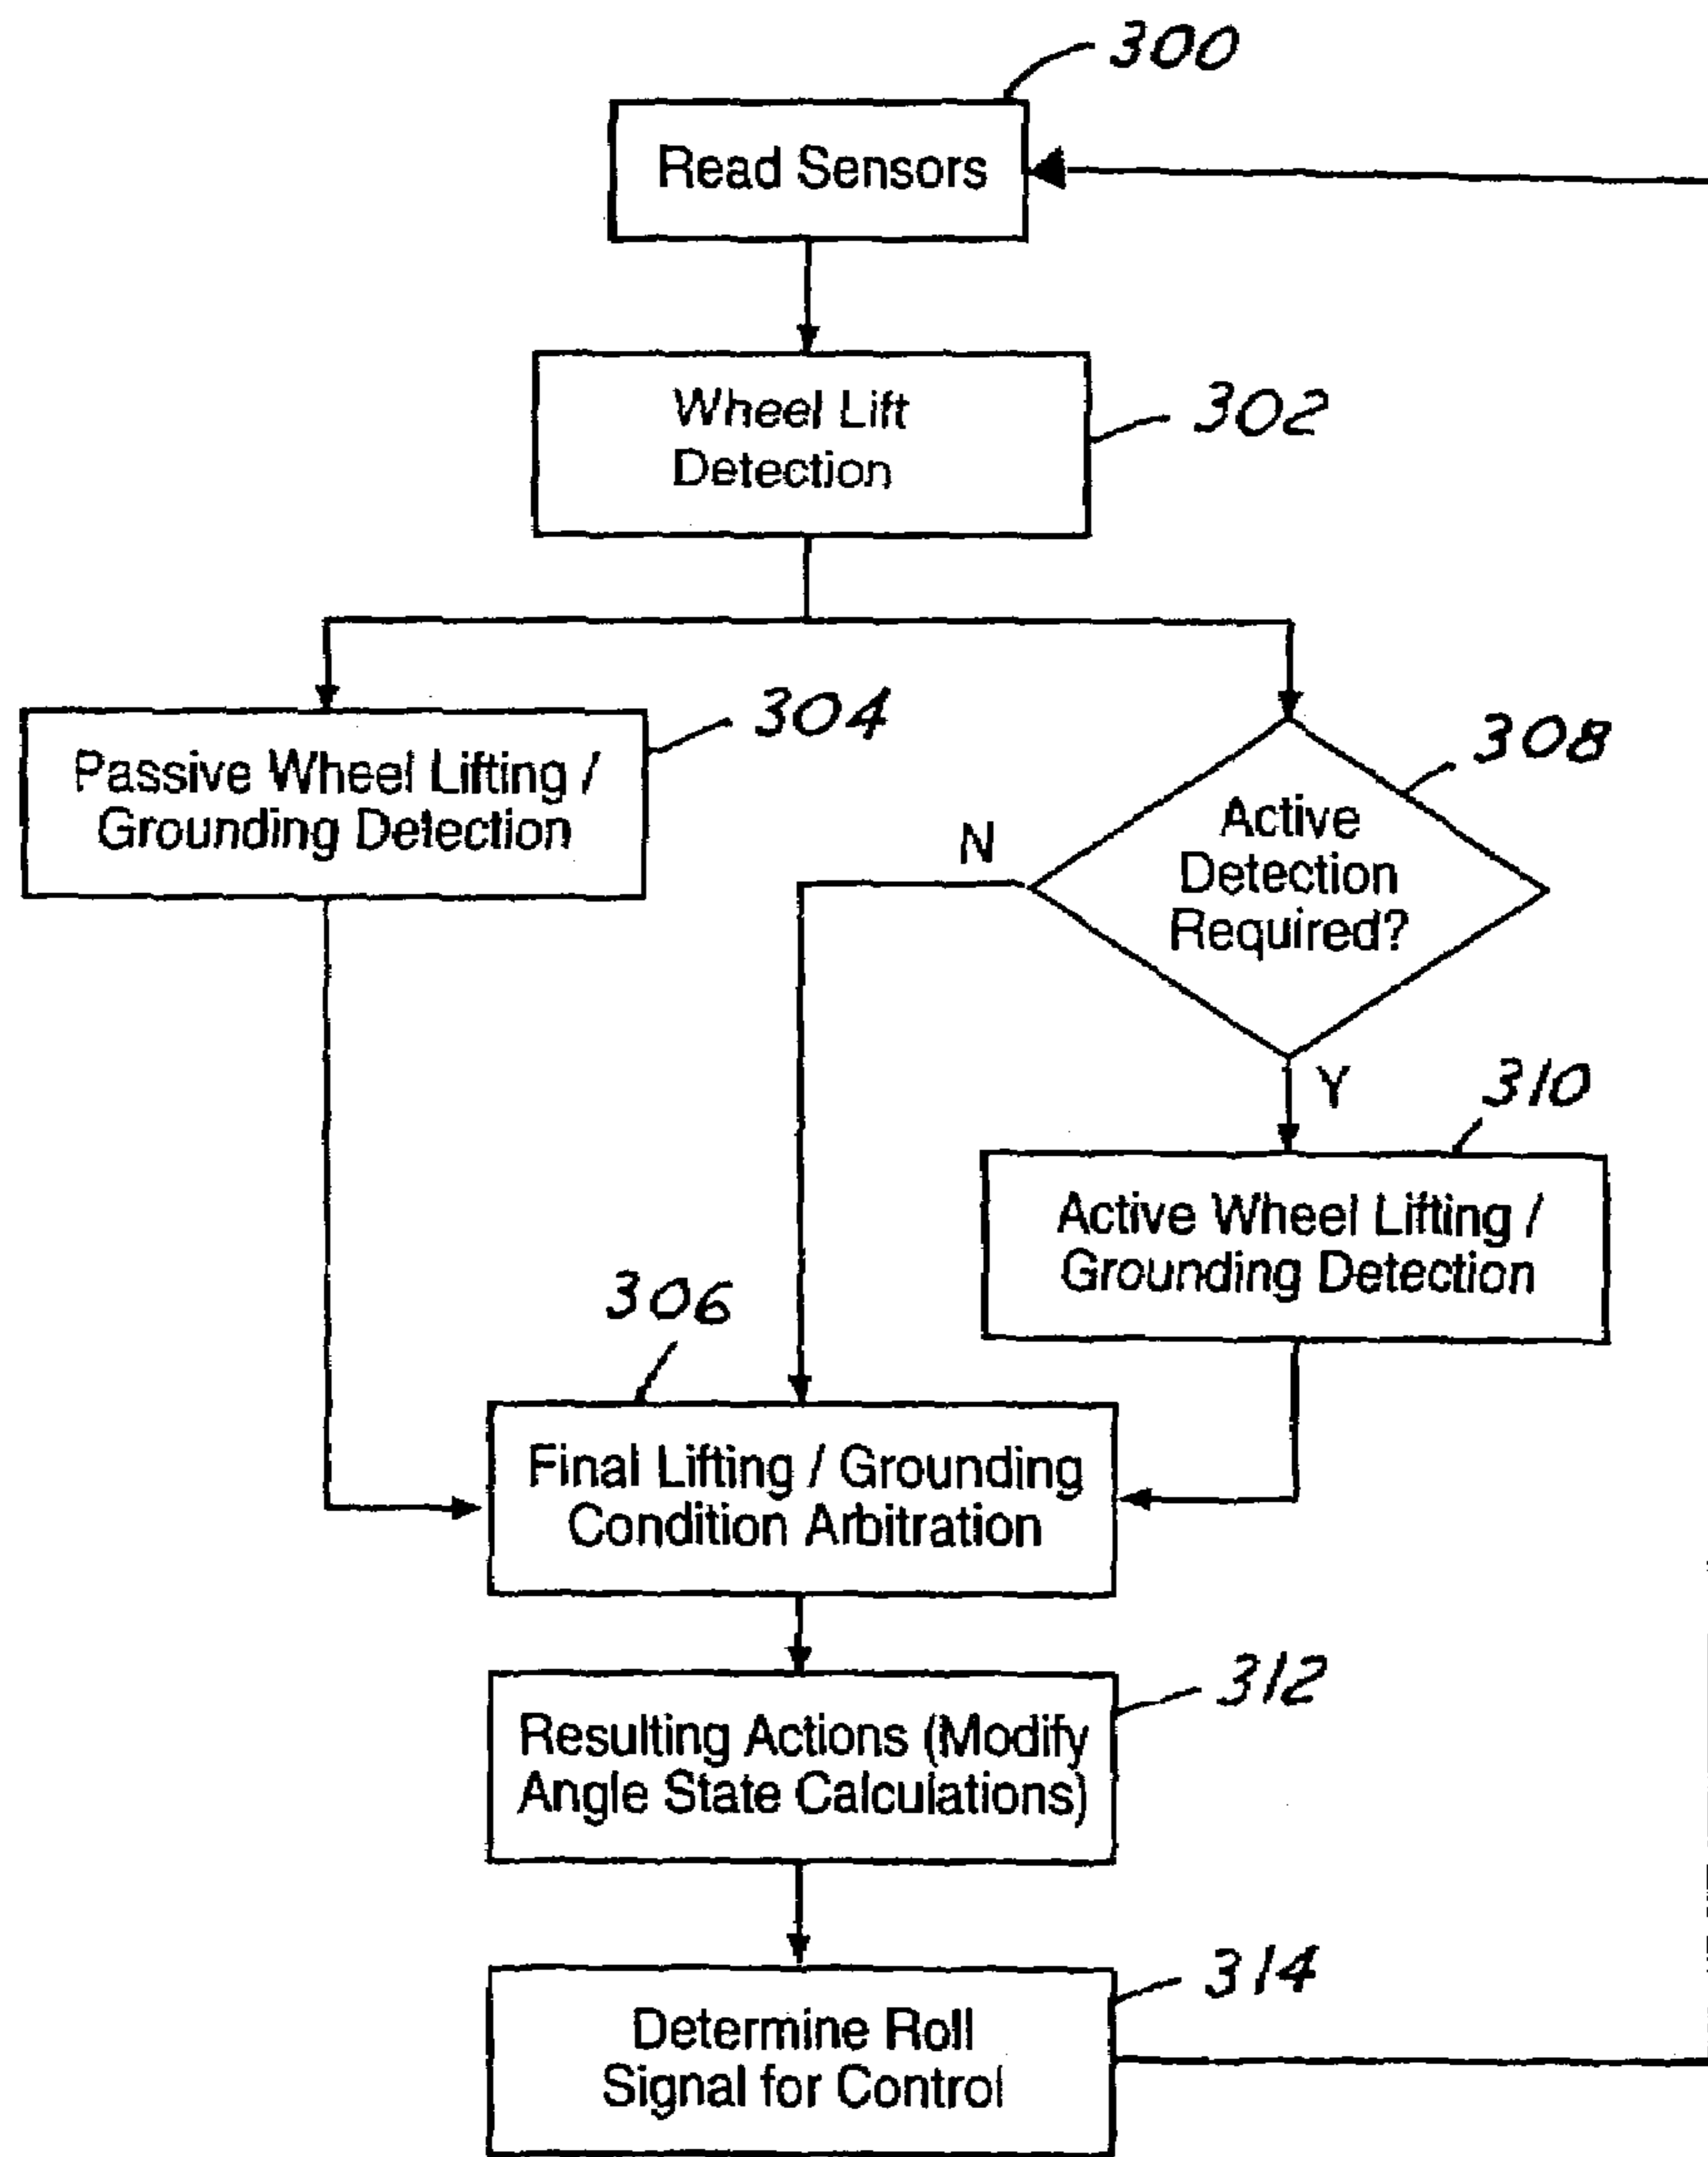 300
Read Sensors
Wheel Lift
Detection
302
304
Passive Wheel Lifting /
Grounding Detection
308
Active
Detection
Required?
N
Y
310
Active Wheel Lifting /
Grounding Detection
306
Final Lifting / Grounding
Condition Arbitration
312
Resulting Actions (Modify
Angle State Calculations)
314
Determine Roll
Signal for Control